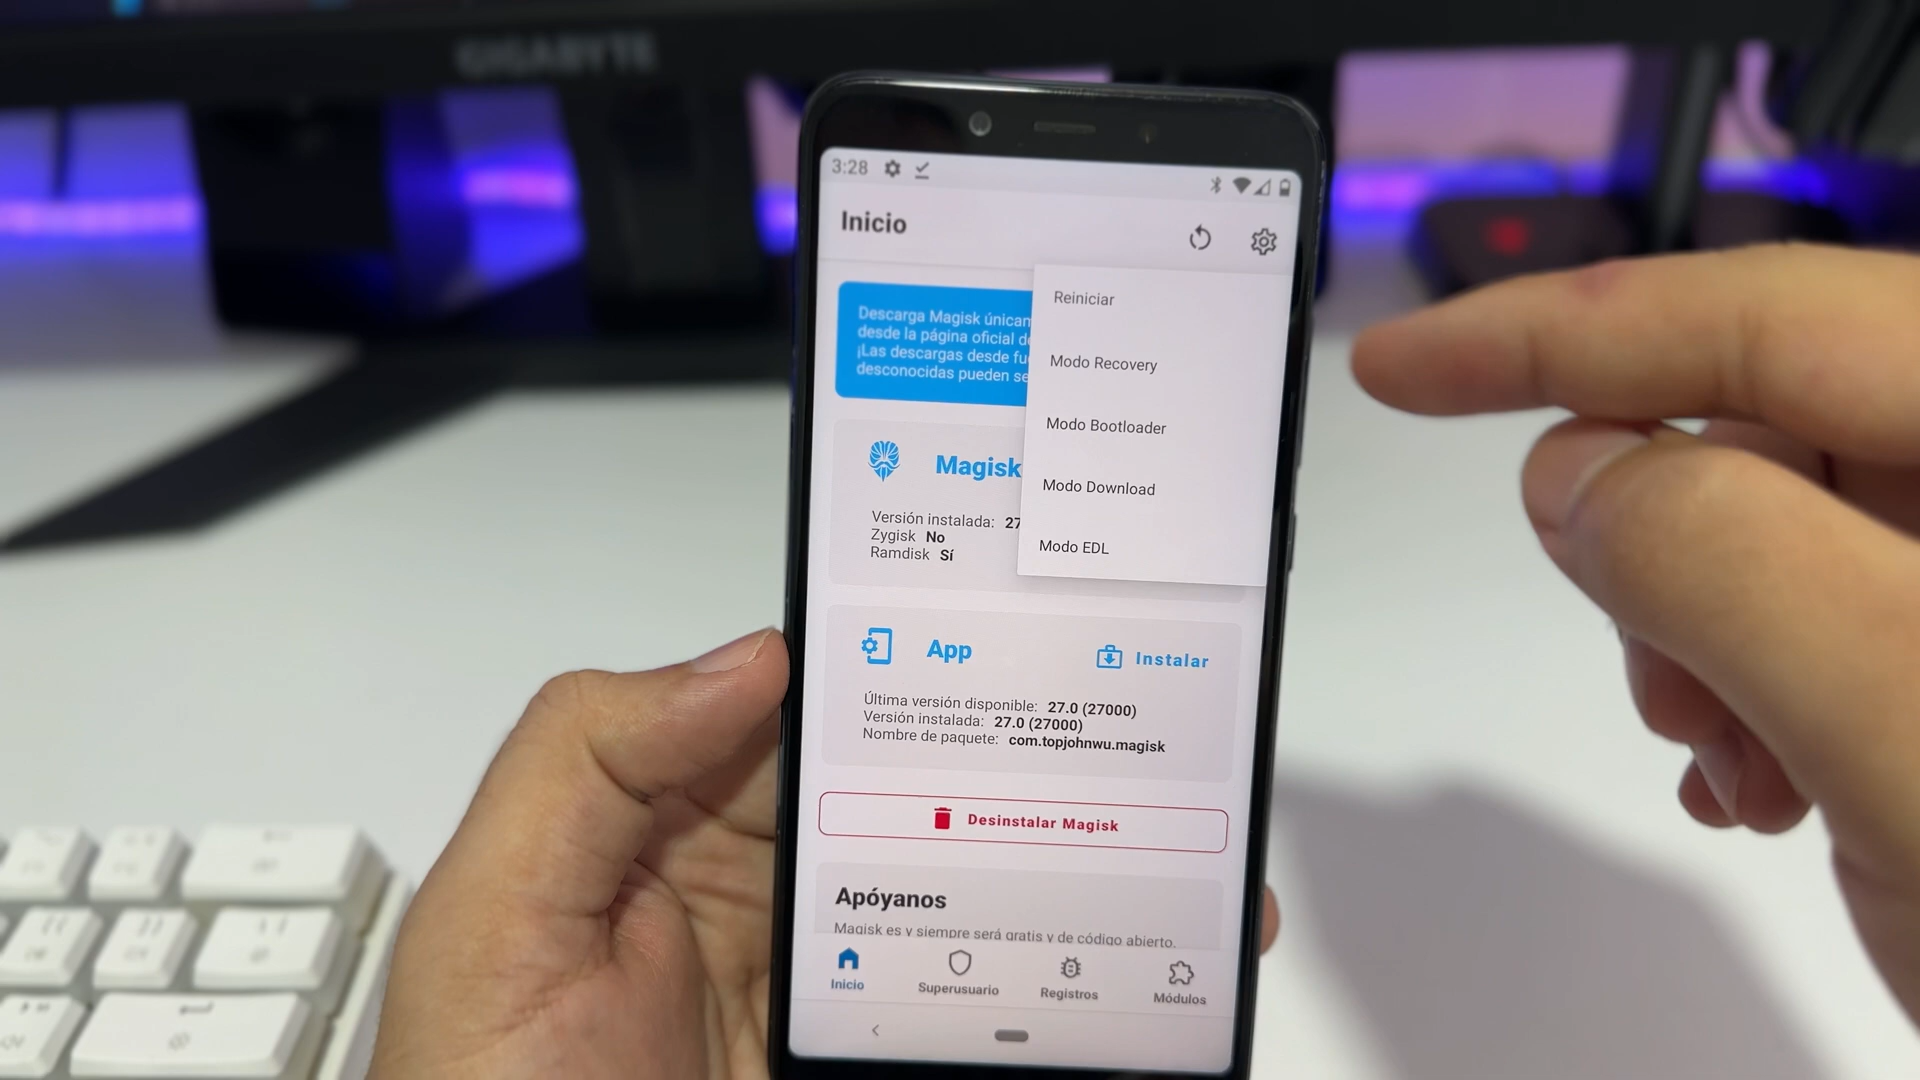 GIGABYTE
3:28
Inicio
Reiniciar
Modo Recovery
Modo Bootloader
Modo Download
Modo EDL
Descarga Magisk únicam
desde la página oficial de
¡Las descargas desde fu
desconocidas pueden se
Magisk
Versión instalada: 27
Zygisk No
Ramdisk Sí
App
Instalar
Última versión disponible: 27.0 (27000)
Versión instalada: 27.0 (27000)
Nombre de paquete: com.topjohnwu.magisk
Desinstalar Magisk
Apóyanos
Magisk es y siempre será gratis y de código abierto.
Inicio
Superusuario
Registros
Módulos